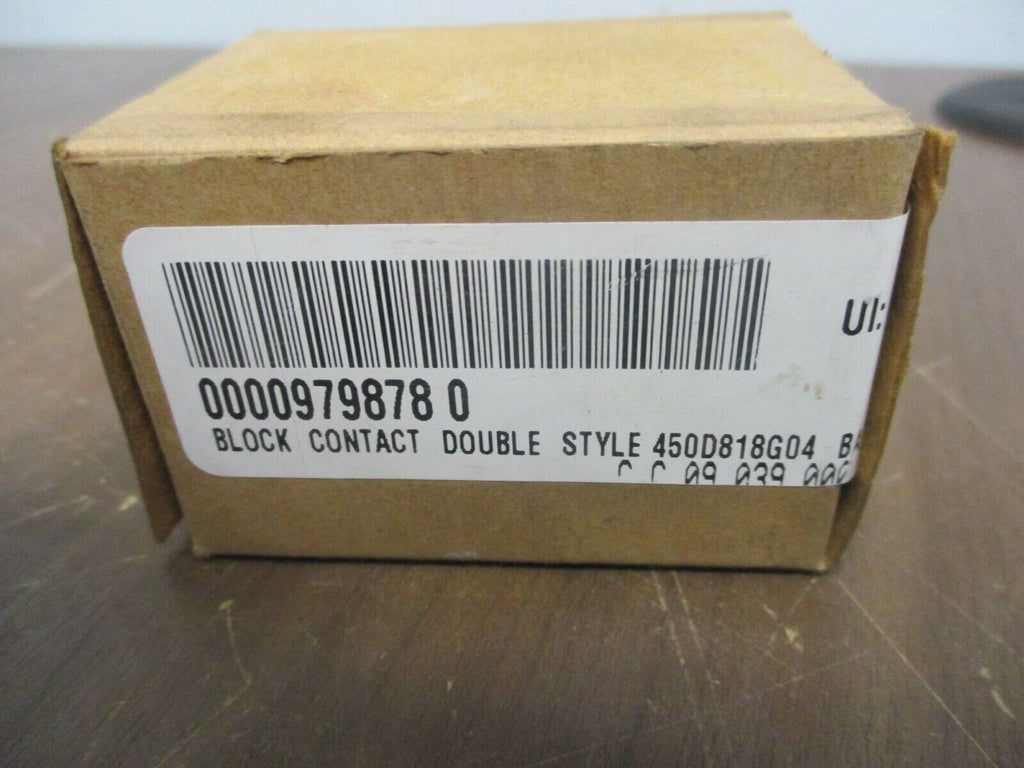 UI:
0000979878 0
BLOCK CONTACT DOUBLE STYLE 450D818G04